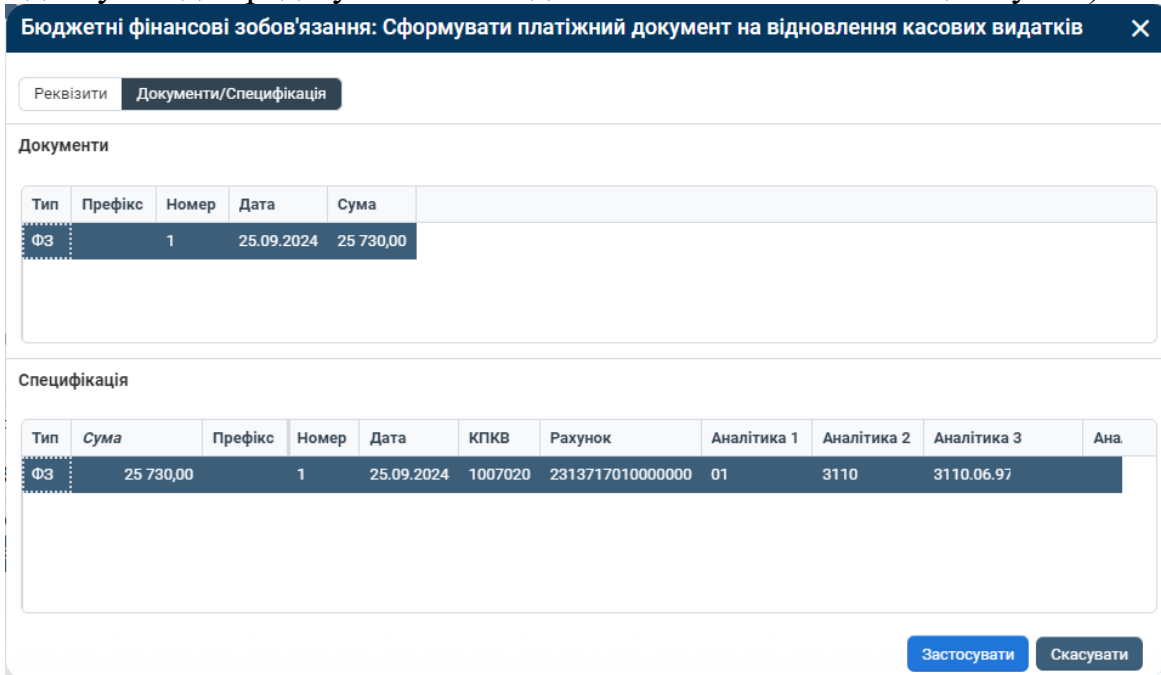 Бюджетні фінансові зобов'язання: Сформувати платіжний документ на відновлення касових видатків
Реквізити Документи/Специфікація
Документи
Тип Префікс Номер Дата Сума
ФЗ 1 25.09.2024 25 730,00
Специфікація
Тип Сума Префікс Номер Дата КПКВ Рахунок Аналітика 1 Аналітика 2 Аналітика 3 Ана
ФЗ 25 730,00 1 25.09.2024 1007020 2313717010000000 01 3110 3110.06.97
Застосувати Скасувати